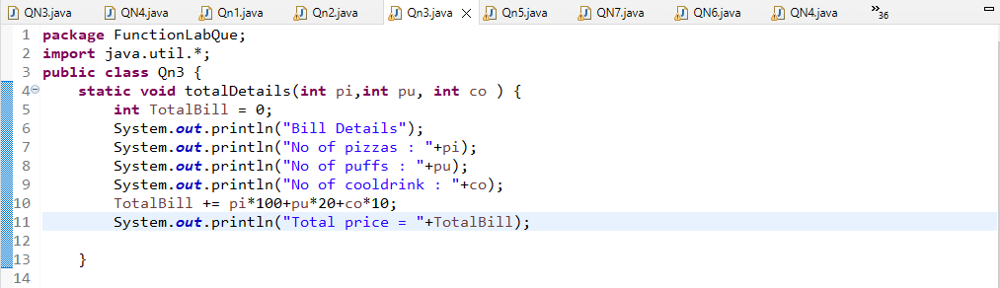 QN3.java QN4.java Qn1.java Qn2.java Qn3.java Qn5.java QN7.java QN6.java QN4.java »36
1 package FunctionLabQue;
2 import java.util.*;
3 public class Qn3 {
4 static void totalDetails(int pi,int pu, int co ) {
5 int TotalBill = 0;
6 System.out.println("Bill Details");
7 System.out.println("No of pizzas : "+pi);
8 System.out.println("No of puffs : "+pu);
9 System.out.println("No of cooldrink : "+co);
10 TotalBill += pi*100+pu*20+co*10;
11 System.out.println("Total price = "+TotalBill);
12
13 }
14